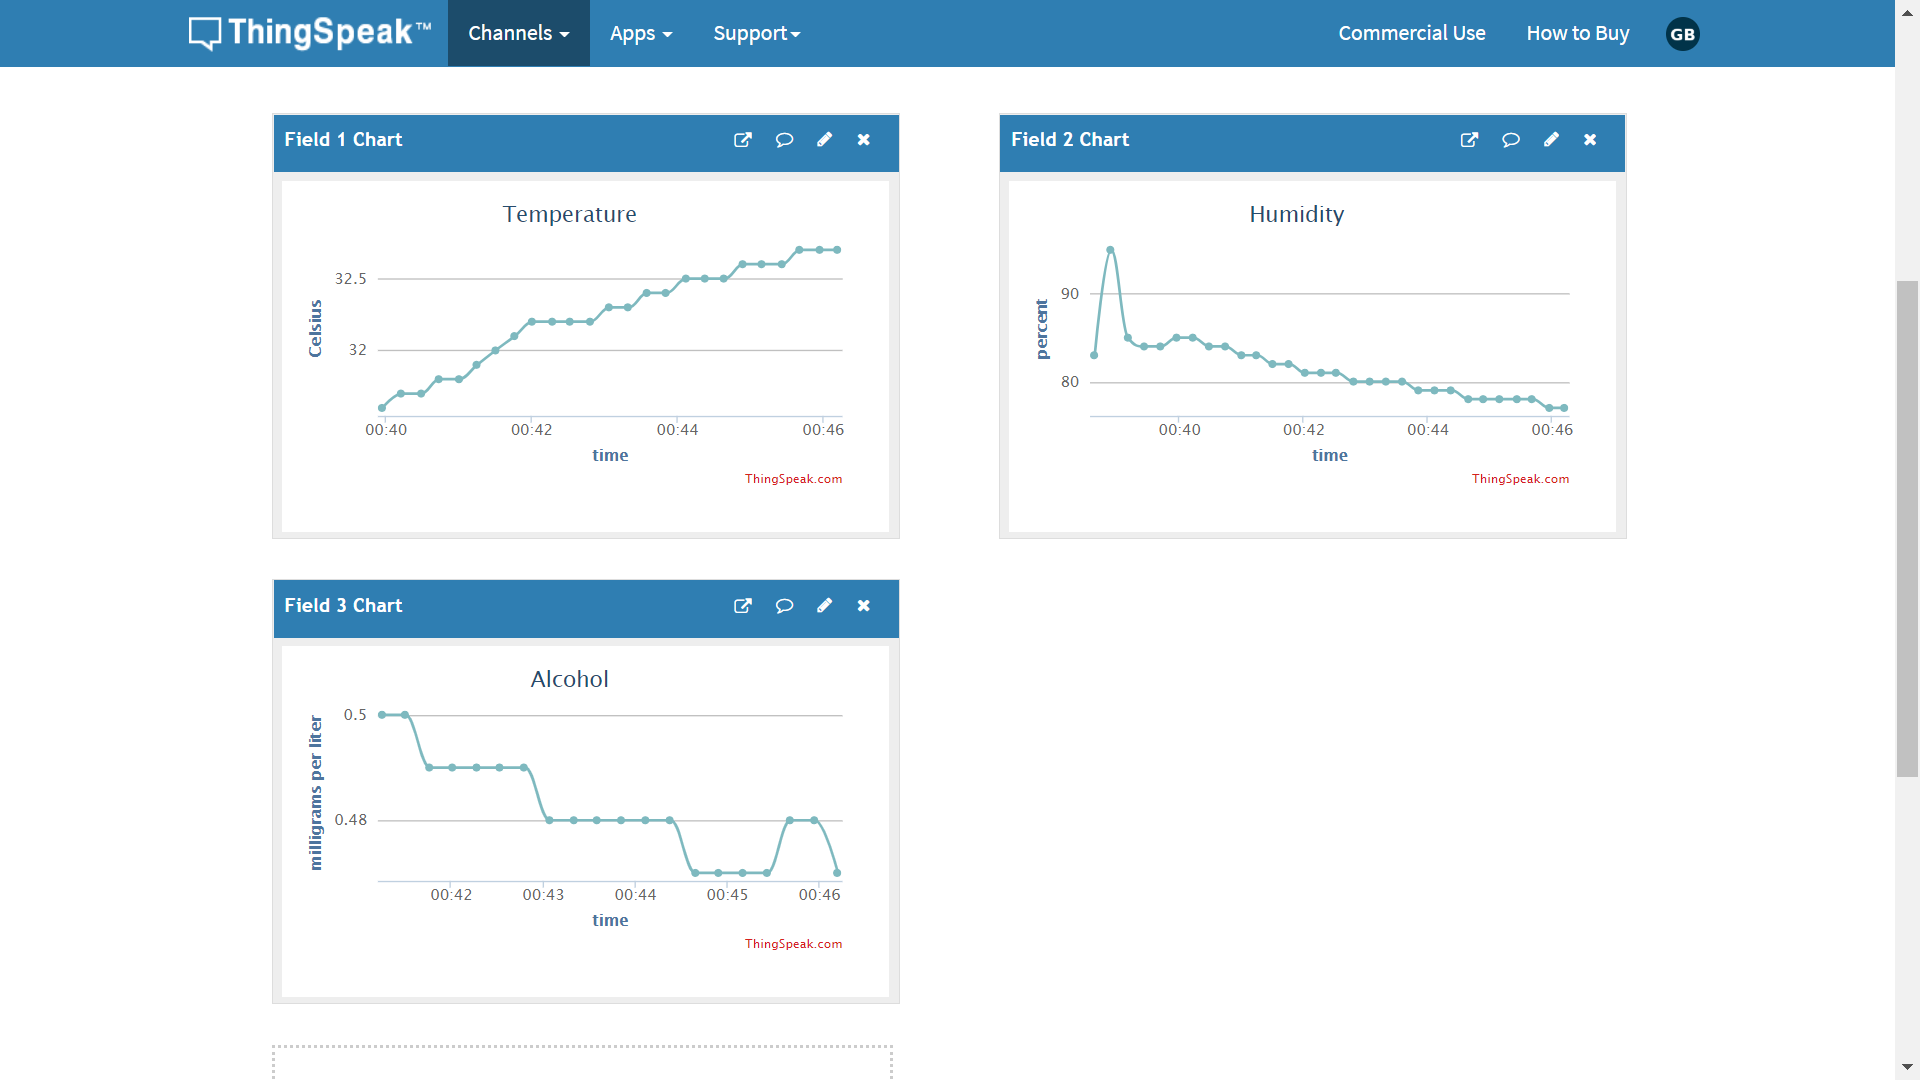 ThingSpeak™ Channels Apps Support Commercial Use How to Buy GB
Field 1 Chart
Temperature
Celsius
32.5
32
00:40 00:42 00:44 00:46
time
ThingSpeak.com
Field 2 Chart
Humidity
percent
90
80
00:40 00:42 00:44 00:46
time
ThingSpeak.com
Field 3 Chart
Alcohol
milligrams per liter
0.5
0.48
00:42 00:43 00:44 00:45 00:46
time
ThingSpeak.com